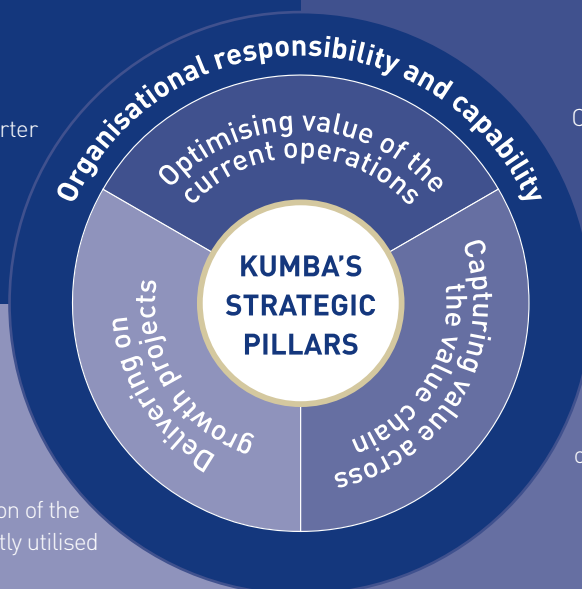 Organisational responsibility and capability
Optimising value of the
current operations
KUMBA'S
STRATEGIC
PILLARS
Capturing value across
the value chain
Delivering on
growth projects
on of the
tly utilised